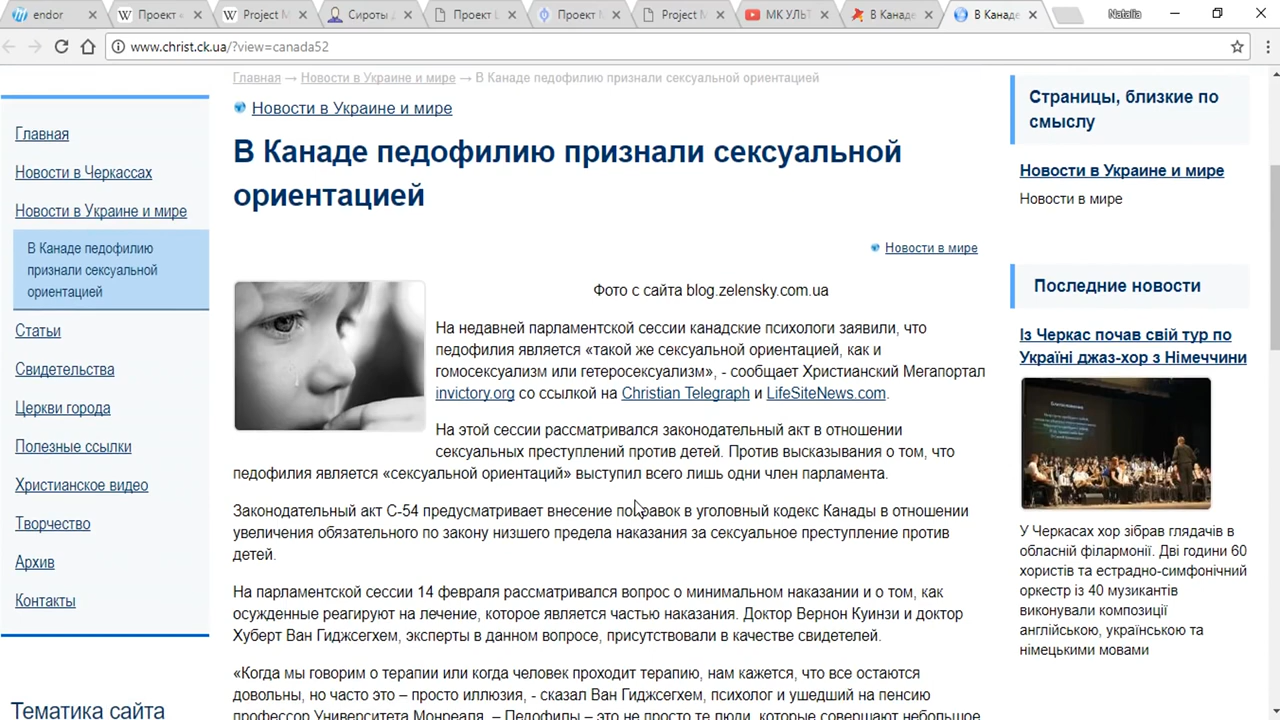 endor
Проект
Project M
Сироты д
Проект L
Проект
Project M
МК УЛЬТ
В Канаде
В Канаде
Natalia
www.christ.ck.ua/?view=canada52
Главная → Новости в Украине и мире → В Канаде педофилию признали сексуальной ориентацией
Новости в Украине и мире
В Канаде педофилию признали сексуальной
ориентацией
Новости в мире
Фото с сайта blog.zelensky.com.ua
На недавней парламентской сессии канадские психологи заявили, что
педофилия является «такой же сексуальной ориентацией, как и
гомосексуализм или гетеросексуализм», - сообщает Христианский Мегапортал
invictory.org со ссылкой на Christian Telegraph и LifeSiteNews.com.
На этой сессии рассматривался законодательный акт в отношении
сексуальных преступлений против детей. Против высказывания о том, что
педофилия является «сексуальной ориентаций» выступил всего лишь одни член парламента.
Законодательный акт C-54 предусматривает внесение поправок в уголовный кодекс Канады в отношении
увеличения обязательного по закону низшего предела наказания за сексуальное преступление против
детей.
На парламентской сессии 14 февраля рассматривался вопрос о минимальном наказании и о том, как
осужденные реагируют на лечение, которое является частью наказания. Доктор Вернон Куинзи и доктор
Хуберт Ван Гиджсегхем, эксперты в данном вопросе, присутствовали в качестве свидетелей.
«Когда мы говорим о терапии или когда человек проходит терапию, нам кажется, что все остаются
довольны, но часто это – просто иллюзия, - сказал Ван Гиджсегхем, психолог и ушедший на пенсию
профессор Университета Монреаля. – Педофилы – это не просто те люди, которые совершают небольшое
Главная
Новости в Черкассах
Новости в Украине и мире
В Канаде педофилию
признали сексуальной
ориентацией
Статьи
Свидетельства
Церкви города
Полезные ссылки
Христианское видео
Творчество
Архив
Контакты
Тематика сайта
Страницы, близкие по
смыслу
Новости в Украине и мире
Новости в мире
Последние новости
Із Черкас почав свій тур по
Україні джаз-хор з Німеччини
У Черкасах хор зібрав глядачів в
обласній філармонії. Дві години 60
хористів та естрадно-симфонічний
оркестр із 40 музикантів
виконували композиції
англійською, українською та
німецькими мовами